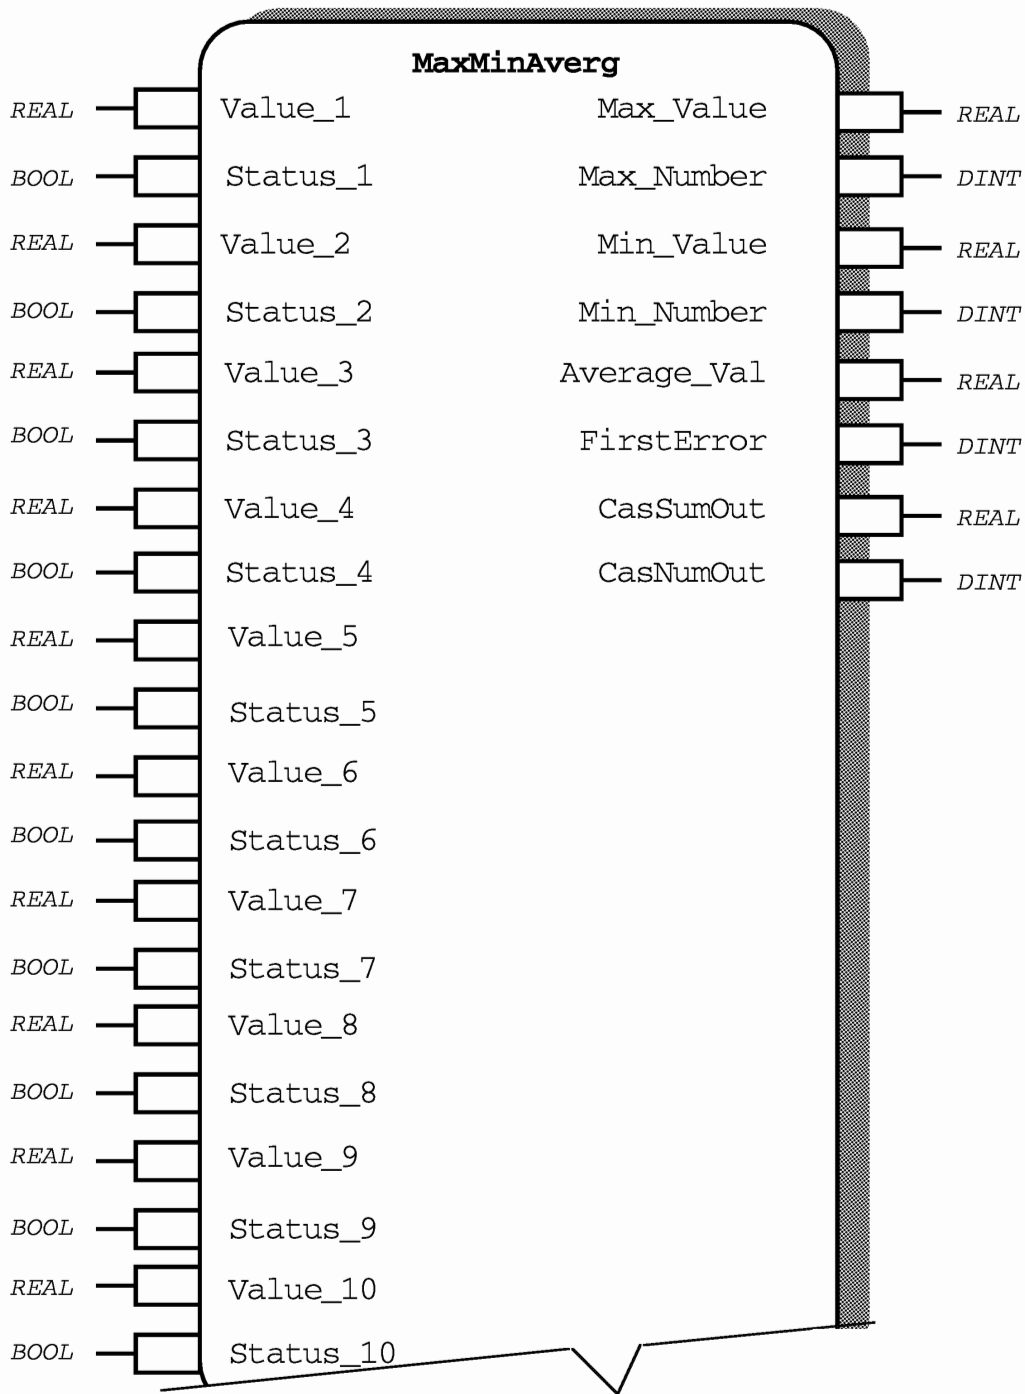 MaxMinAverg
REAL Value_1 Max_Value REAL
BOOL Status_1 Max_Number DINT
REAL Value_2 Min_Value REAL
BOOL Status_2 Min_Number DINT
REAL Value_3 Average_Val REAL
BOOL Status_3 FirstError DINT
REAL Value_4 CasSumOut REAL
BOOL Status_4 CasNumOut DINT
REAL Value_5
BOOL Status_5
REAL Value_6
BOOL Status_6
REAL Value_7
BOOL Status_7
REAL Value_8
BOOL Status_8
REAL Value_9
BOOL Status_9
REAL Value_10
BOOL Status_10